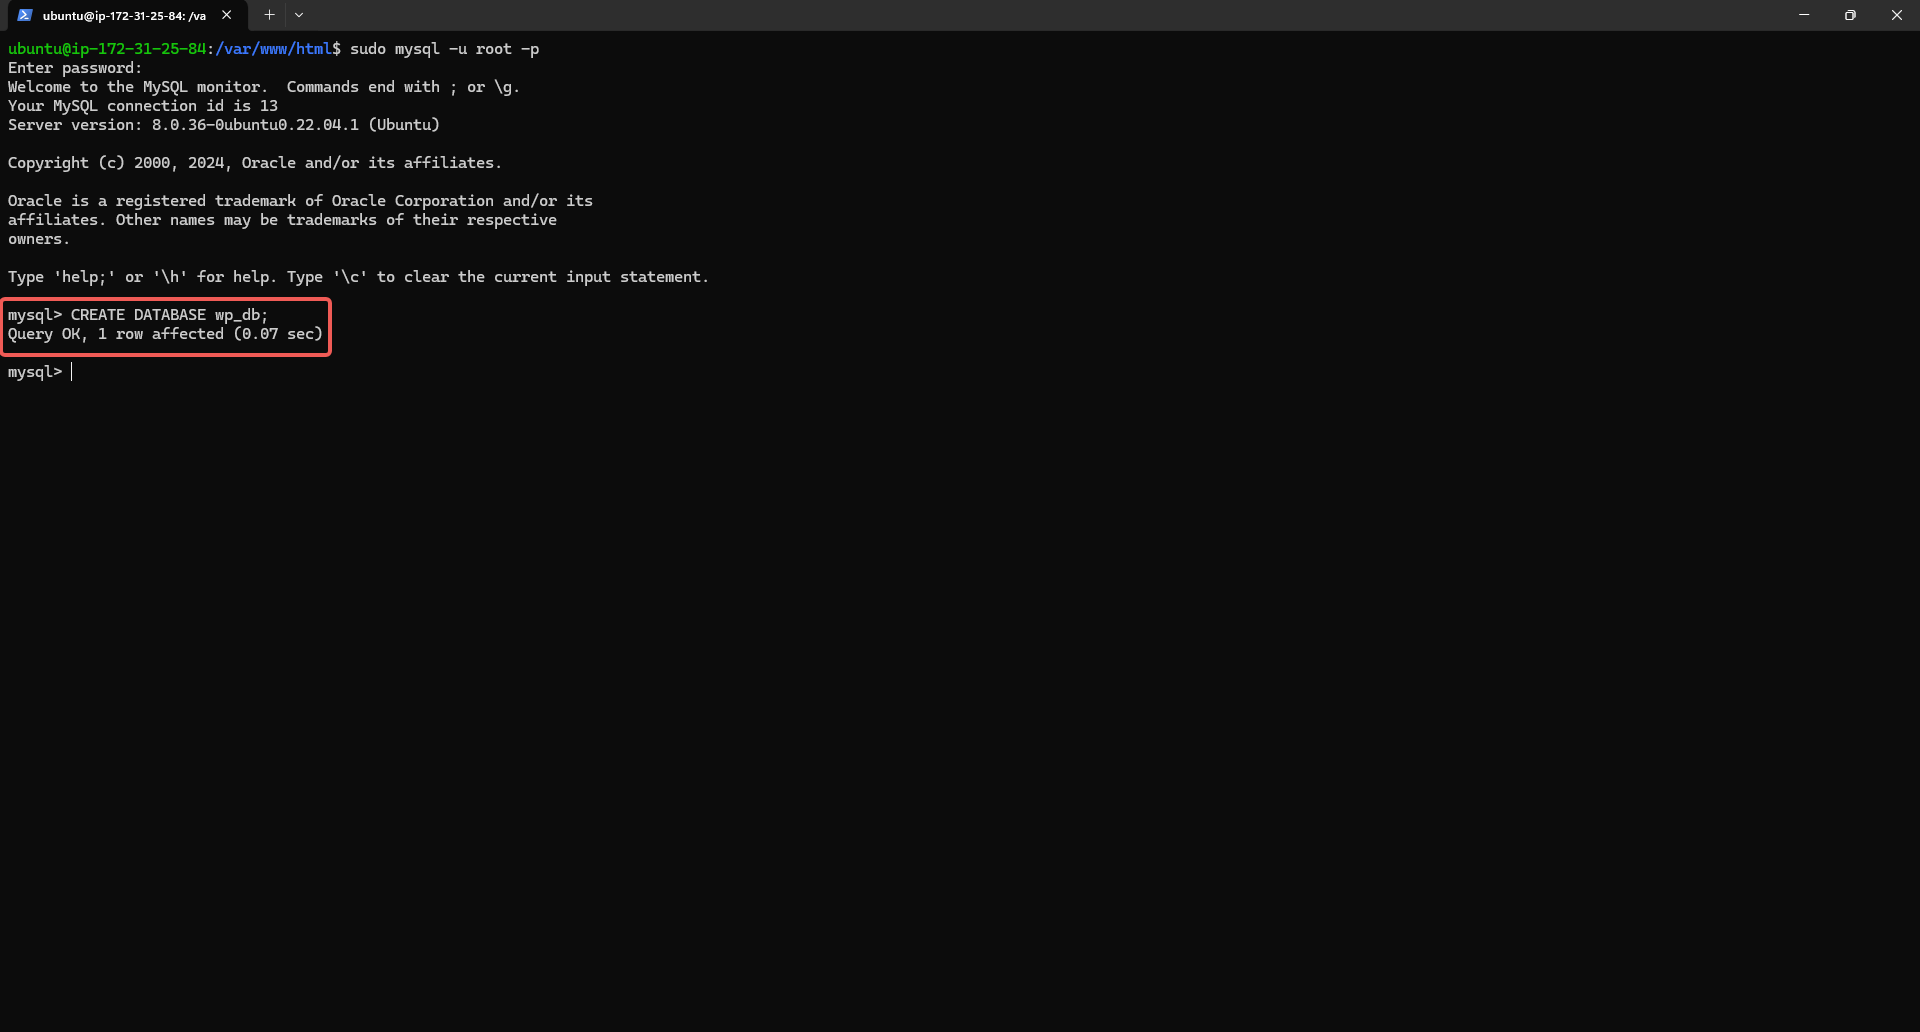 ubuntu@ip-172-31-25-84: /va
ubuntu@ip-172-31-25-84:/var/www/html$ sudo mysql -u root -p
Enter password:
Welcome to the MySQL monitor.  Commands end with ; or \g.
Your MySQL connection id is 13
Server version: 8.0.36-0ubuntu0.22.04.1 (Ubuntu)
Copyright (c) 2000, 2024, Oracle and/or its affiliates.
Oracle is a registered trademark of Oracle Corporation and/or its
affiliates. Other names may be trademarks of their respective
owners.
Type 'help;' or '\h' for help. Type '\c' to clear the current input statement.
mysql> CREATE DATABASE wp_db;
Query OK, 1 row affected (0.07 sec)
mysql>